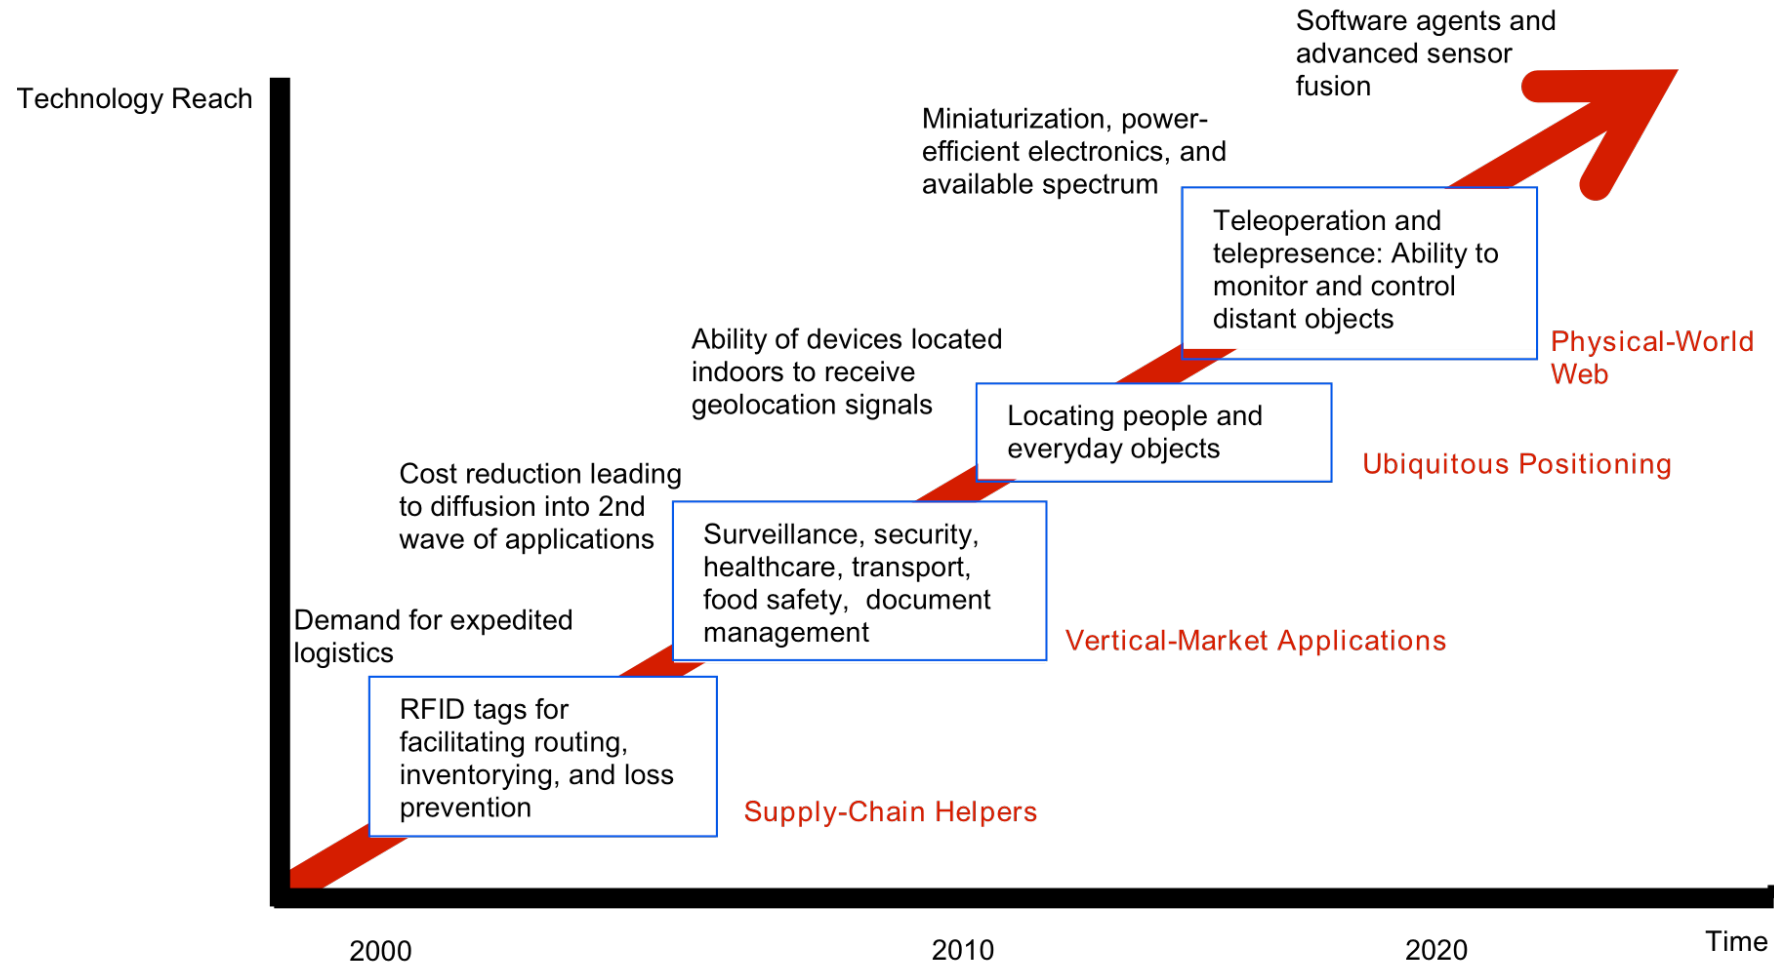 Software agents and
advanced sensor
fusion
Technology Reach
Miniaturization, power-
efficient electronics, and
available spectrum
Teleoperation and
telepresence: Ability to
monitor and control
distant objects
Physical-World
Web
Ability of devices located
indoors to receive
geolocation signals
Locating people and
everyday objects
Ubiquitous Positioning
Cost reduction leading
to diffusion into 2nd
wave of applications
Surveillance, security,
healthcare, transport,
food safety,  document
management
Vertical-Market Applications
Demand for expedited
logistics
RFID tags for
facilitating routing,
inventorying, and loss
prevention
Supply-Chain Helpers
2000
2010
2020
Time